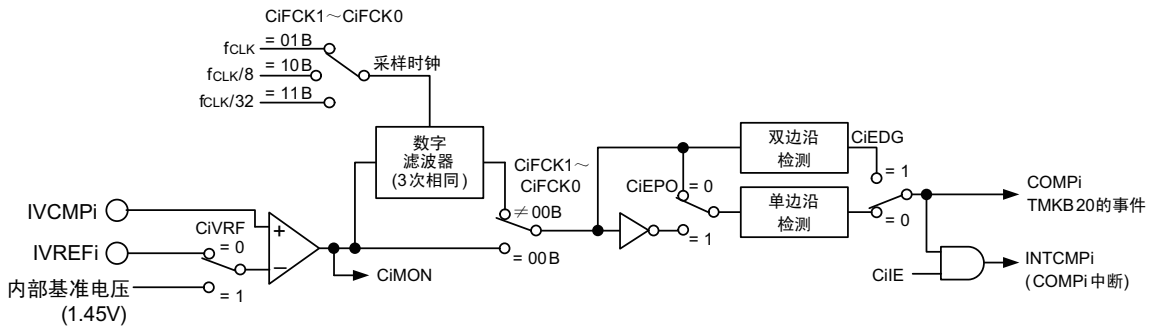 CiFCK1～CiFCK0
fCLK
= 01B
fCLK/8
= 10B
fCLK/32
= 11B
采样时钟
数字
滤波器
(3次相同)
CiFCK1～
CiFCK0
≠00B
= 00B
IVCMPi
IVREFi
CiVRF
= 0
= 1
内部基准电压
(1.45V)
+
−
CiMON
CiEPO
= 0
= 1
双边沿
检测
单边沿
检测
CiEDG
= 1
= 0
COMPi
TMKB20的事件
CiIE
INTCMPi
(COMPi中断)